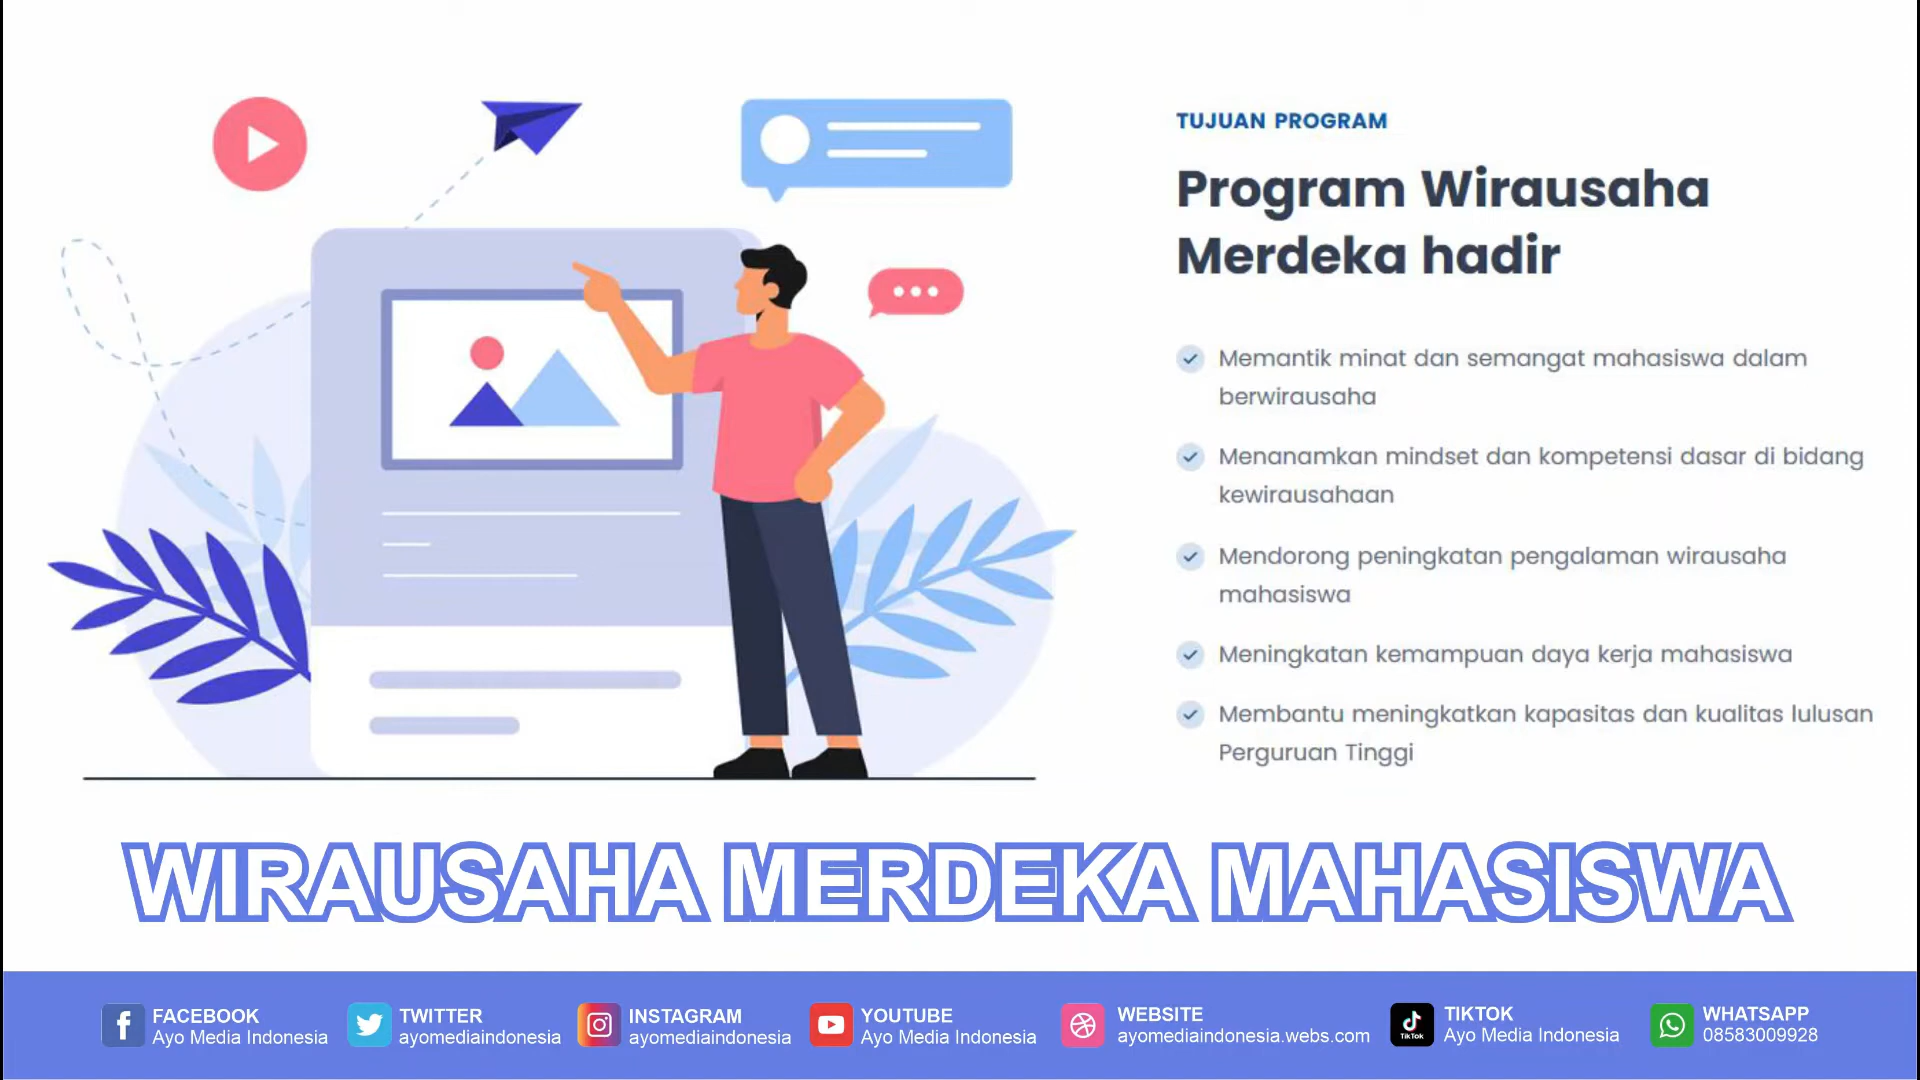 TUJUAN PROGRAM
Program Wirausaha
Merdeka hadir
Memantik minat dan semangat mahasiswa dalam
berwirausaha
Menanamkan mindset dan kompetensi dasar di bidang
kewirausahaan
Mendorong peningkatan pengalaman wirausaha
mahasiswa
Meningkatan kemampuan daya kerja mahasiswa
Membantu meningkatkan kapasitas dan kualitas lulusan
Perguruan Tinggi
WIRAUSAHA MERDEKA MAHASISWA
FACEBOOK
Ayo Media Indonesia
TWITTER
ayomediaindonesia
INSTAGRAM
ayomediaindonesia
YOUTUBE
Ayo Media Indonesia
WEBSITE
ayomediaindonesia.webs.com
TikTok
TIKTOK
Ayo Media Indonesia
WHATSAPP
08583009928